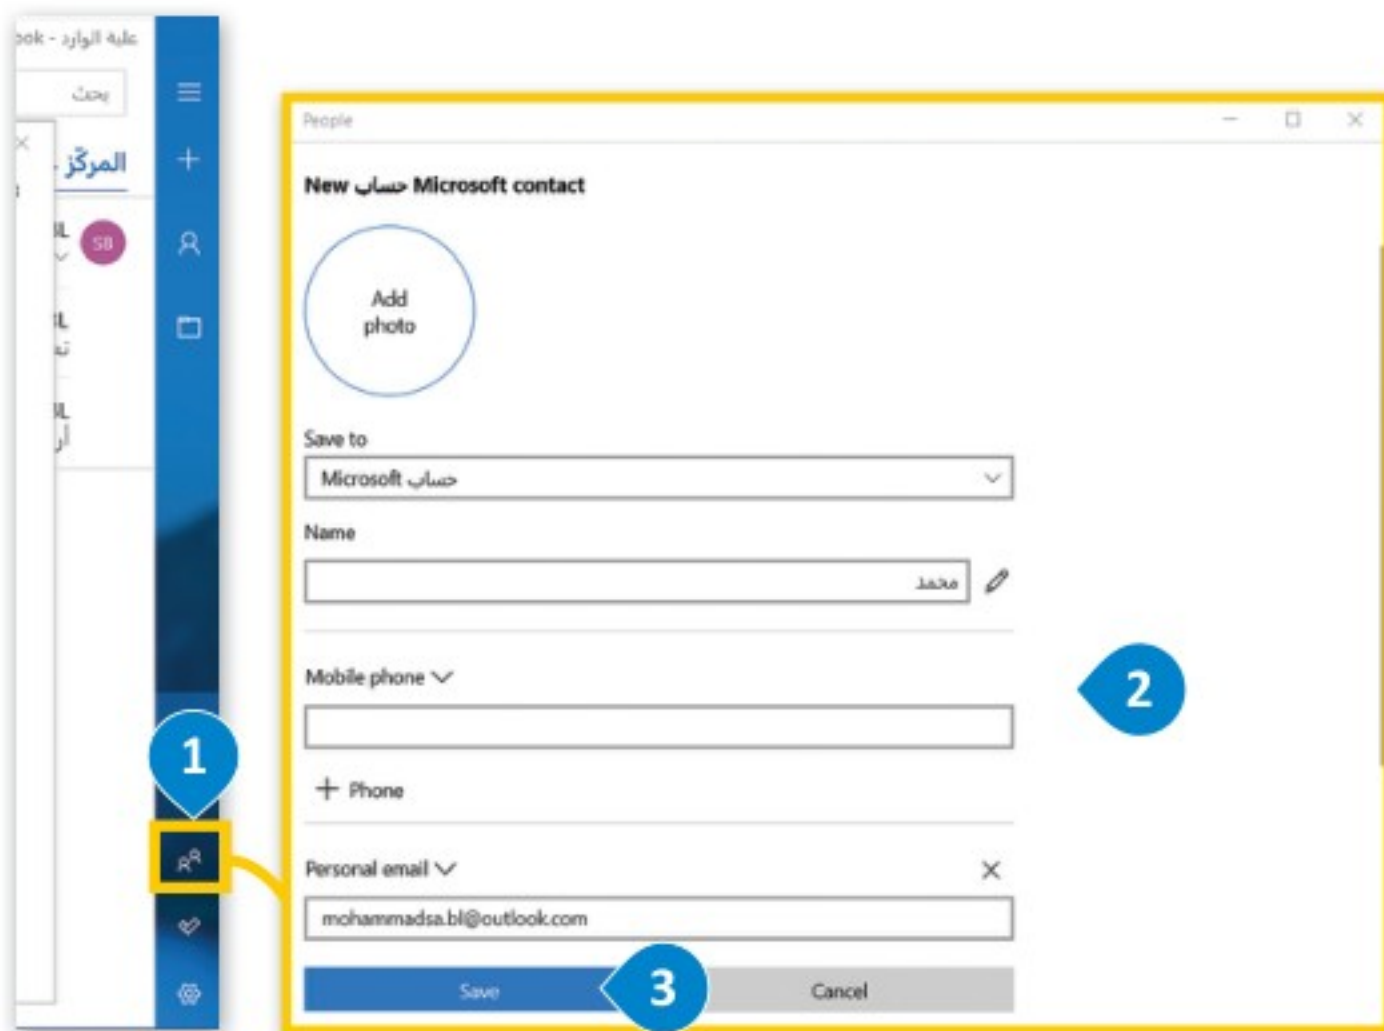 علبة الوارد - ook
بحث
المركّز
SB
1
People
New حساب Microsoft contact
Add
photo
Save to
حساب Microsoft
Name
محمد
Mobile phone
2
+ Phone
Personal email
mohammadsa.bl@outlook.com
Save
3
Cancel